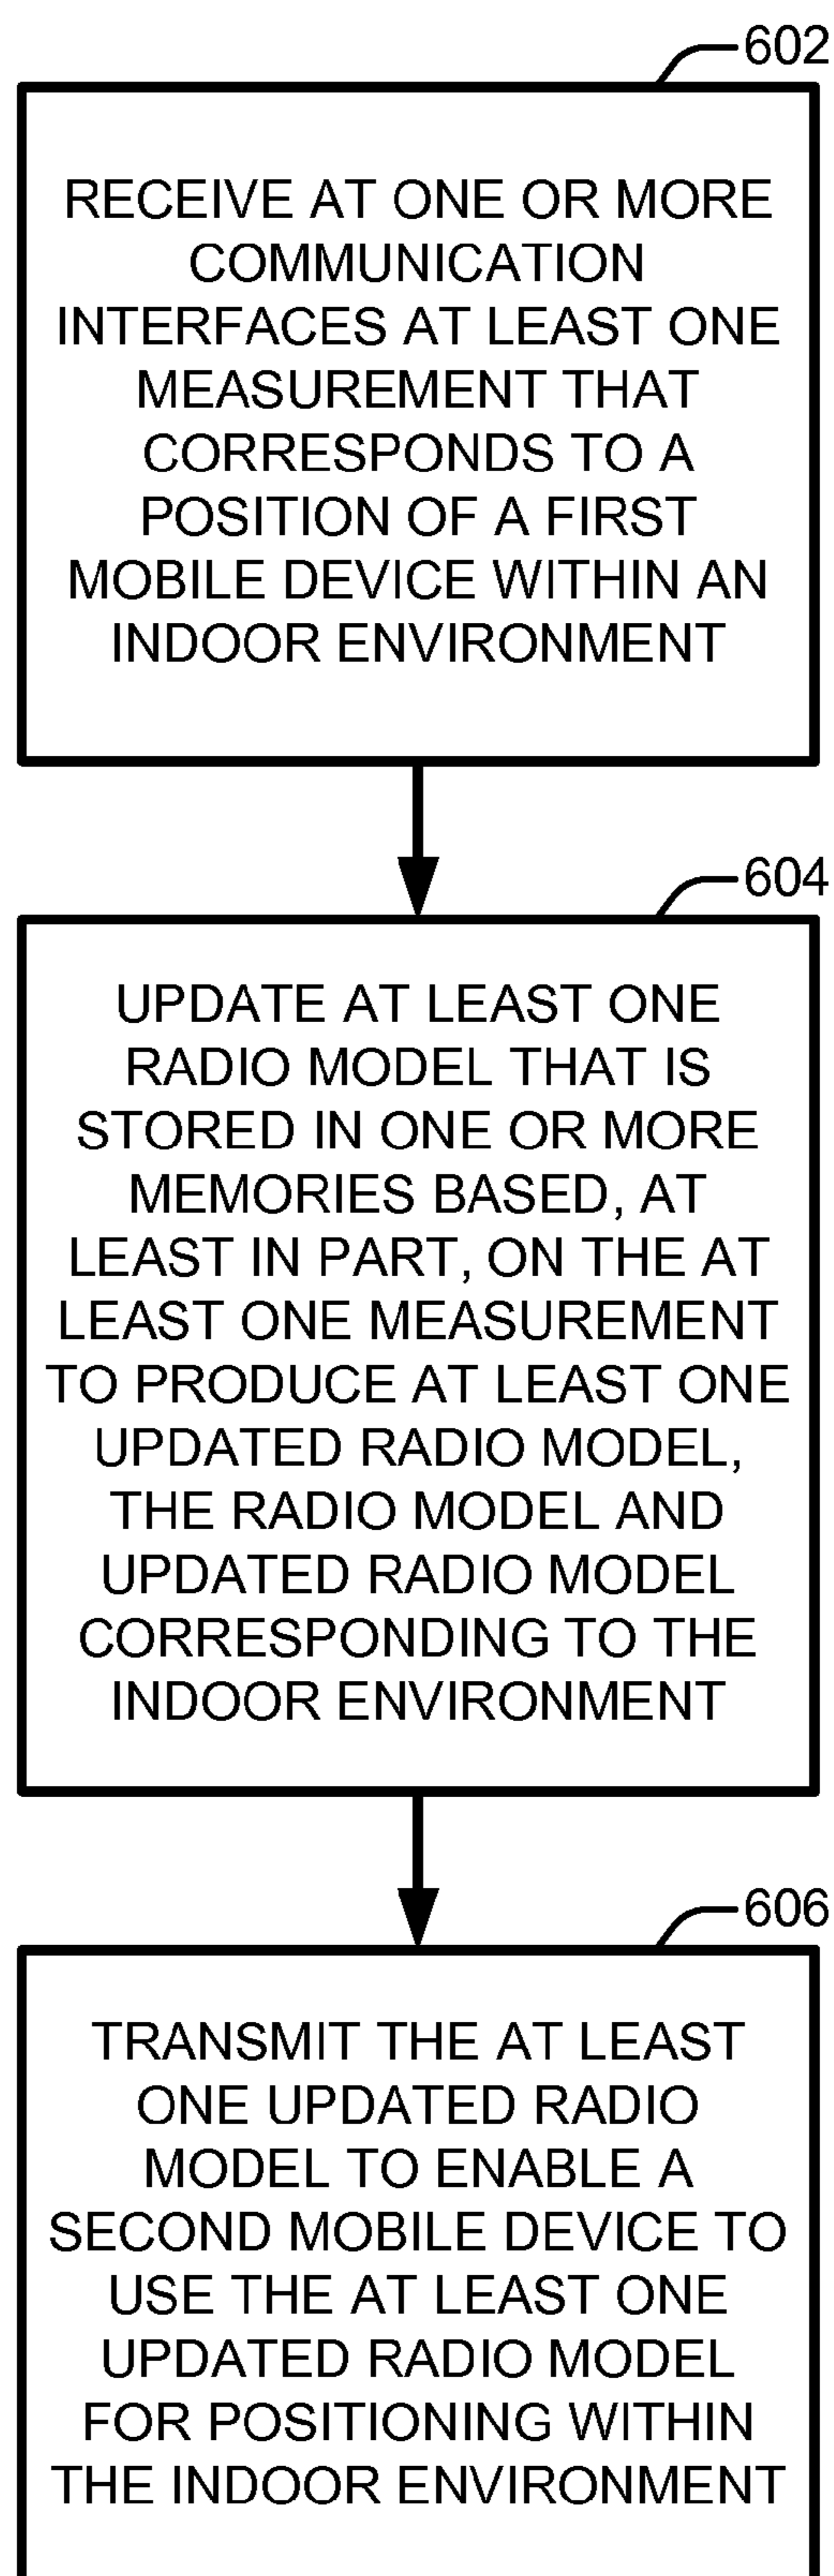 602
RECEIVE AT ONE OR MORE
COMMUNICATION
INTERFACES AT LEAST ONE
MEASUREMENT THAT
CORRESPONDS TO A
POSITION OF A FIRST
MOBILE DEVICE WITHIN AN
INDOOR ENVIRONMENT
604
UPDATE AT LEAST ONE
RADIO MODEL THAT IS
STORED IN ONE OR MORE
MEMORIES BASED, AT
LEAST IN PART, ON THE AT
LEAST ONE MEASUREMENT
TO PRODUCE AT LEAST ONE
UPDATED RADIO MODEL,
THE RADIO MODEL AND
UPDATED RADIO MODEL
CORRESPONDING TO THE
INDOOR ENVIRONMENT
606
TRANSMIT THE AT LEAST
ONE UPDATED RADIO
MODEL TO ENABLE A
SECOND MOBILE DEVICE TO
USE THE AT LEAST ONE
UPDATED RADIO MODEL
FOR POSITIONING WITHIN
THE INDOOR ENVIRONMENT